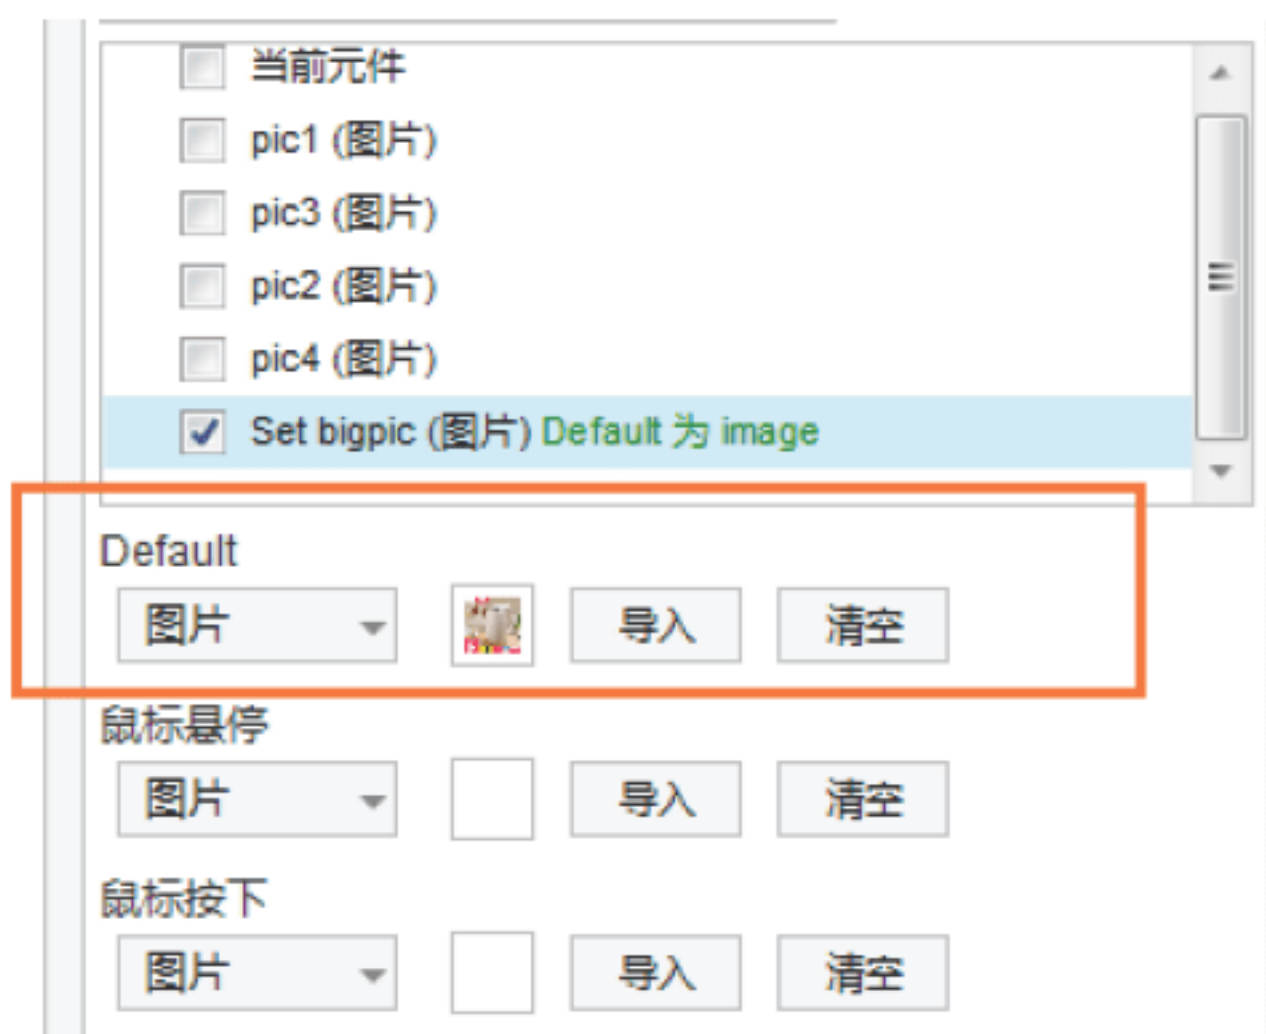 当前元件
pic1 (图片)
pic3 (图片)
pic2 (图片)
pic4 (图片)
Set bigpic (图片) Default 为 image
Default
图片 导入 清空
鼠标悬停
图片 导入 清空
鼠标按下
图片 导入 清空